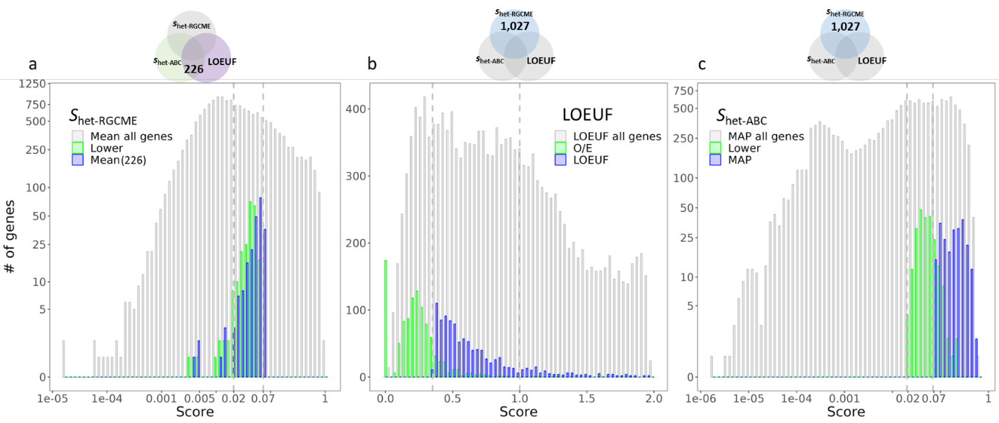 s_het-RGCME
s_het-ABC
LOEUF
226
s_het-RGCME
1,027
s_het-ABC
LOEUF
s_het-RGCME
1,027
s_het-ABC
LOEUF
a
b
c
# of genes
S_het-RGCME
Mean all genes
Lower
Mean(226)
1250
750
500
250
100
50
25
10
5
0
1e-05 1e-04 0.001 0.005 0.02 0.07 1
Score
LOEUF
LOEUF all genes
O/E
LOEUF
400
300
200
100
0
0.0 0.5 1.0 1.5 2.0
Score
S_het-ABC
MAP all genes
Lower
MAP
750
500
250
100
50
25
10
5
0
1e-06 1e-05 1e-04 0.001 0.02 0.07 1
Score